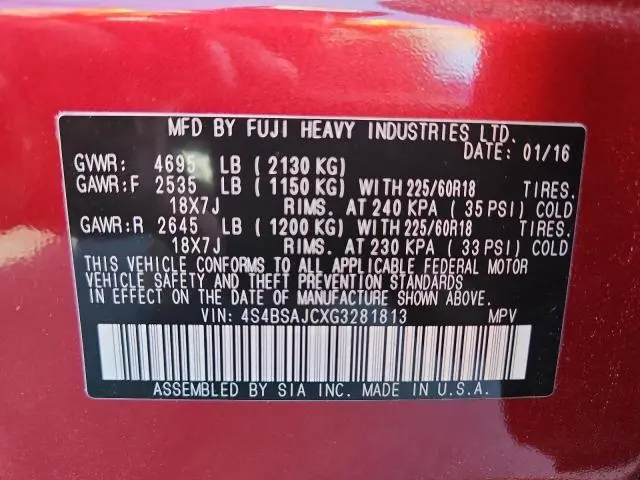 MFD BY FUJI HEAVY INDUSTRIES LTD.
DATE: 01/16
GVWR: 4695 LB ( 2130 KG)
GAWR: F 2535 LB ( 1150 KG) WITH 225/60R18 TIRES.
18X7J RIMS. AT 240 KPA ( 35 PSI) COLD
GAWR: R 2645 LB ( 1200 KG) WITH 225/60R18 TIRES.
18X7J RIMS. AT 230 KPA ( 33 PSI) COLD
THIS VEHICLE CONFORMS TO ALL APPLICABLE FEDERAL MOTOR
VEHICLE SAFETY AND THEFT PREVENTION STANDARDS
IN EFFECT ON THE DATE OF MANUFACTURE SHOWN ABOVE.
VIN: 4S4BSAJCXG3281813 MPV
ASSEMBLED BY SIA INC. MADE IN U.S.A.